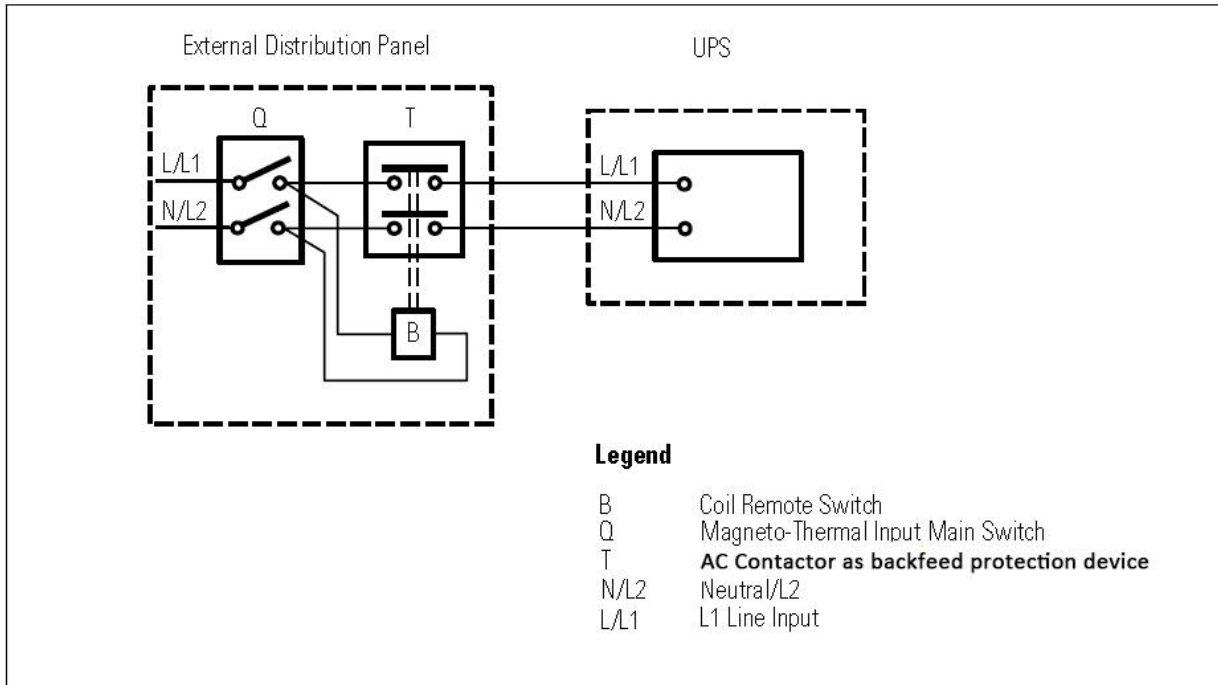 External Distribution Panel
UPS
Q
T
L/L1
N/L2
L/L1
N/L2
B
Legend
B Coil Remote Switch
Q Magneto-Thermal Input Main Switch
T AC Contactor as backfeed protection device
N/L2 Neutral/L2
L/L1 L1 Line Input